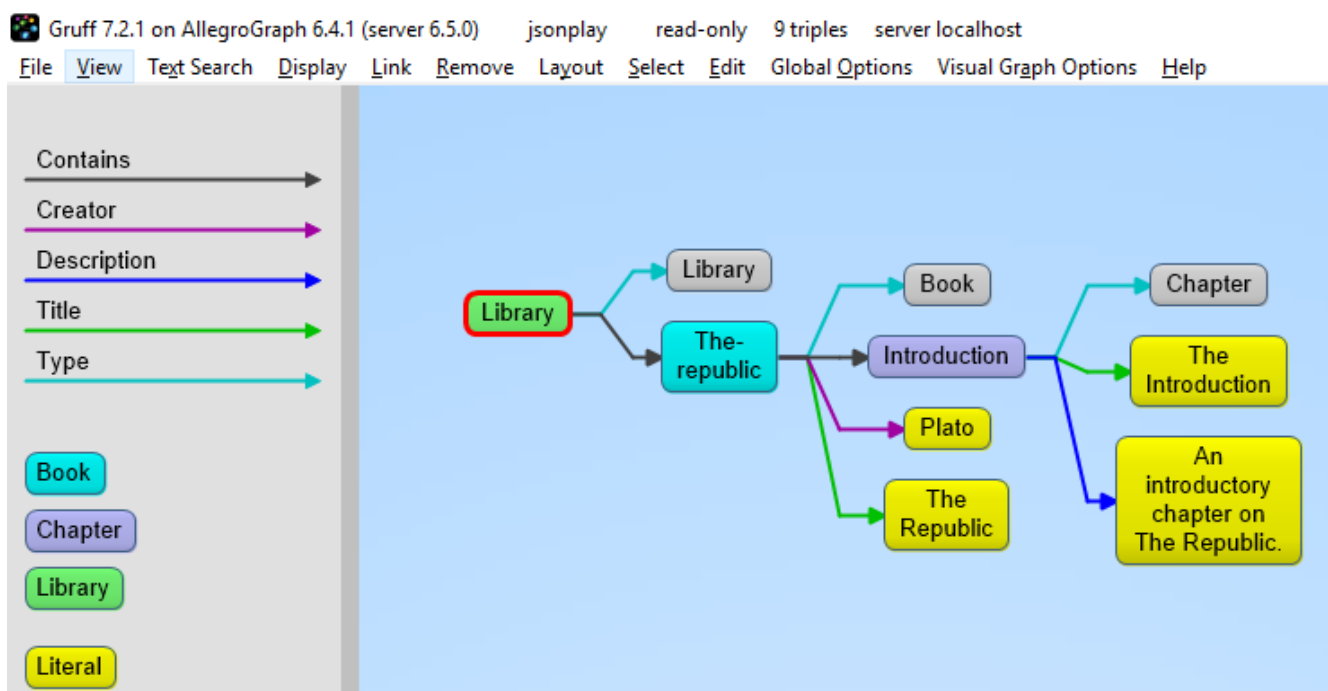 Gruff 7.2.1 on AllegroGraph 6.4.1 (server 6.5.0) jsonplay read-only 9 triples server localhost
File View Text Search Display Link Remove Layout Select Edit Global Options Visual Graph Options Help
Contains
Creator
Description
Title
Type
Book
Chapter
Library
Literal
Library
Library
The-
republic
Book
Introduction
Plato
The
Republic
Chapter
The
Introduction
An
introductory
chapter on
The Republic.